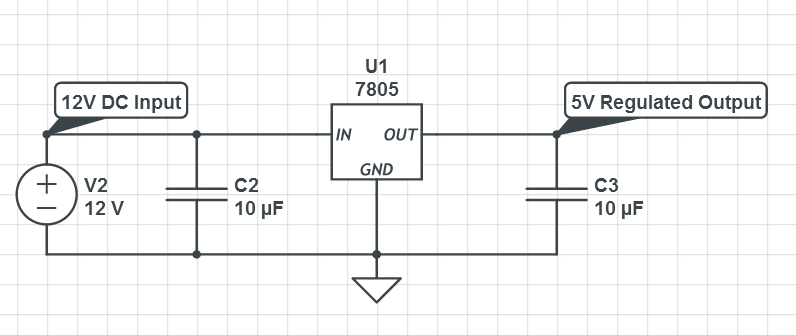 U1
7805
12V DC Input
5V Regulated Output
IN
OUT
GND
+
−
V2
12 V
C2
10 µF
C3
10 µF